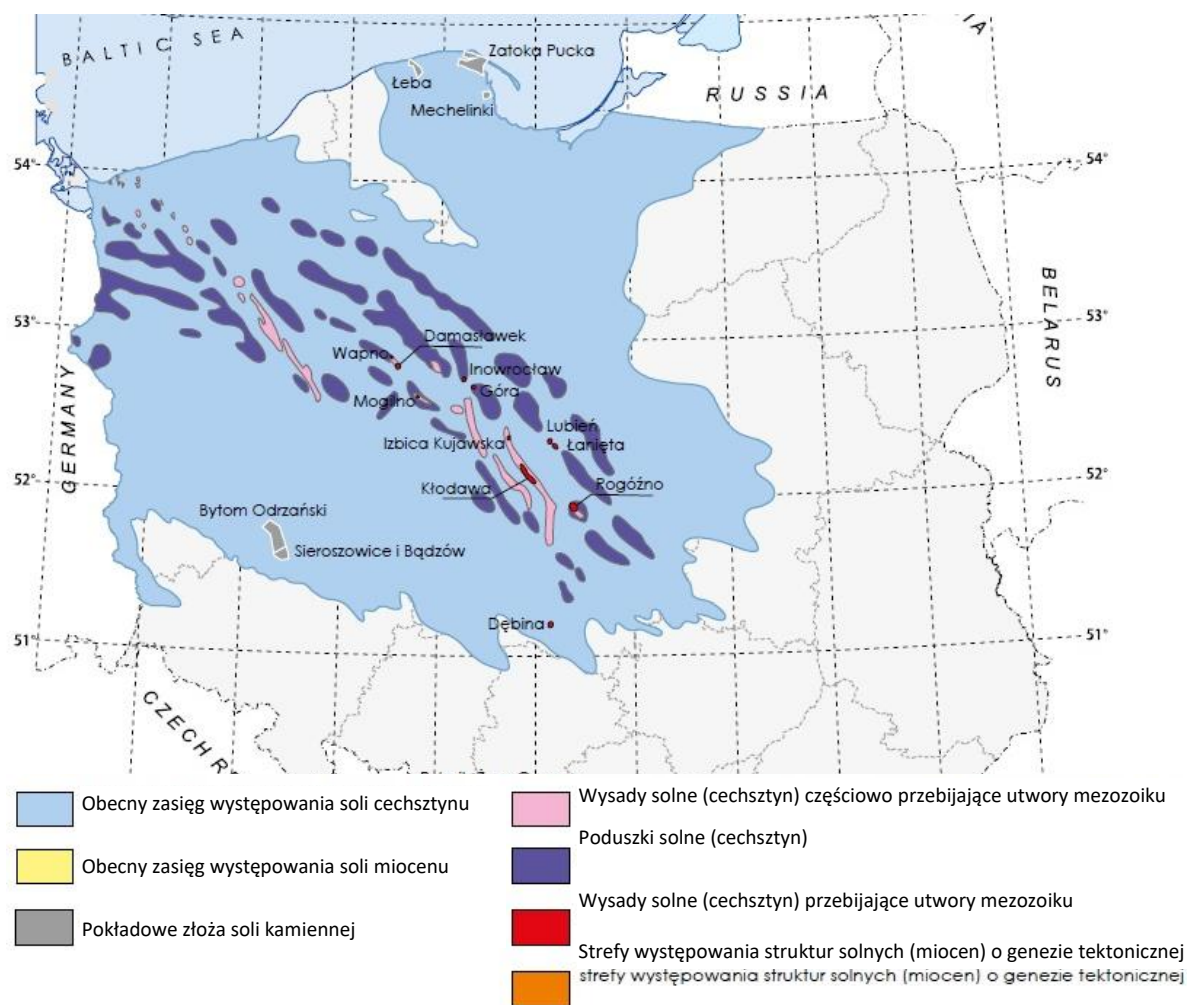 BALTIC SEA
Zatoka Pucka
Łeba
Mechelinki
RUSSIA
54°
54°
BELARUS
53°
53°
Damasławek
Wapno
Inowrocław
Góra
Mogilno
GERMANY
Lubień
Izbica Kujawska
Łanięta
52°
52°
Kłodawa
Rogóźno
Bytom Odrzański
Sieroszowice i Bądzów
Dębina
51°
51°
CZECH R
Obecny zasięg występowania soli cechsztynu
Obecny zasięg występowania soli miocenu
Pokładowe złoża soli kamiennej
Wysady solne (cechsztyn) częściowo przebijające utwory mezozoiku
Poduszki solne (cechsztyn)
Wysady solne (cechsztyn) przebijające utwory mezozoiku
Strefy występowania struktur solnych (miocen) o genezie tektonicznej
strefy występowania struktur solnych (miocen) o genezie tektonicznej